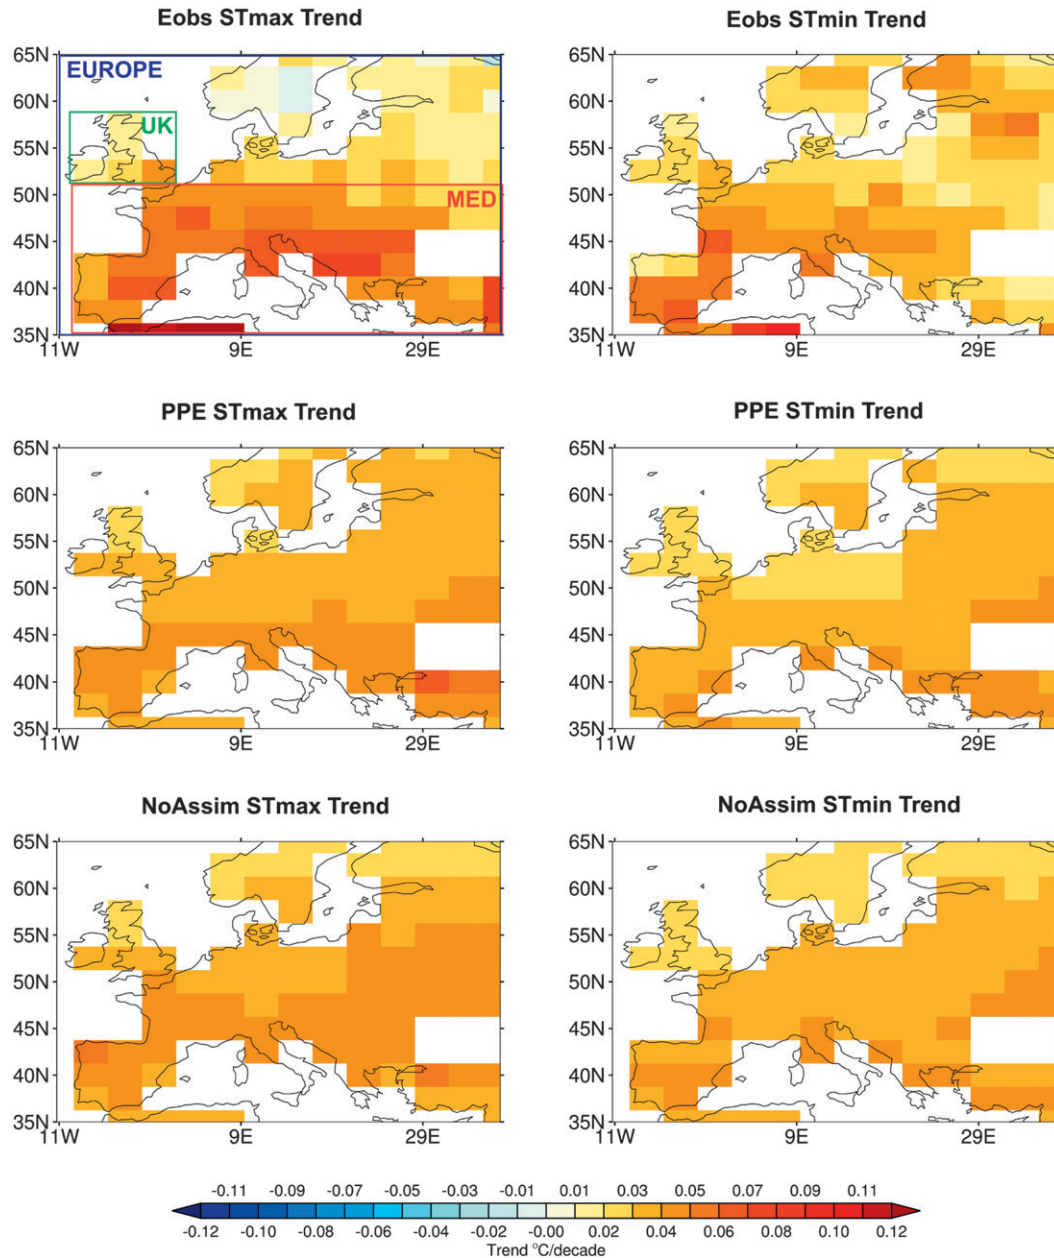 Eobs STmax Trend
Eobs STmin Trend
65N
60N
55N
50N
45N
40N
35N
EUROPE
UK
MED
11W 9E 29E
65N
60N
55N
50N
45N
40N
35N
11W 9E 29E
PPE STmax Trend
PPE STmin Trend
65N
60N
55N
50N
45N
40N
35N
11W 9E 29E
65N
60N
55N
50N
45N
40N
35N
11W 9E 29E
NoAssim STmax Trend
NoAssim STmin Trend
65N
60N
55N
50N
45N
40N
35N
11W 9E 29E
65N
60N
55N
50N
45N
40N
35N
11W 9E 29E
-0.11 -0.09 -0.07 -0.05 -0.03 -0.01 0.01 0.03 0.05 0.07 0.09 0.11
-0.12 -0.10 -0.08 -0.06 -0.04 -0.02 -0.00 0.02 0.04 0.06 0.08 0.10 0.12
Trend °C/decade